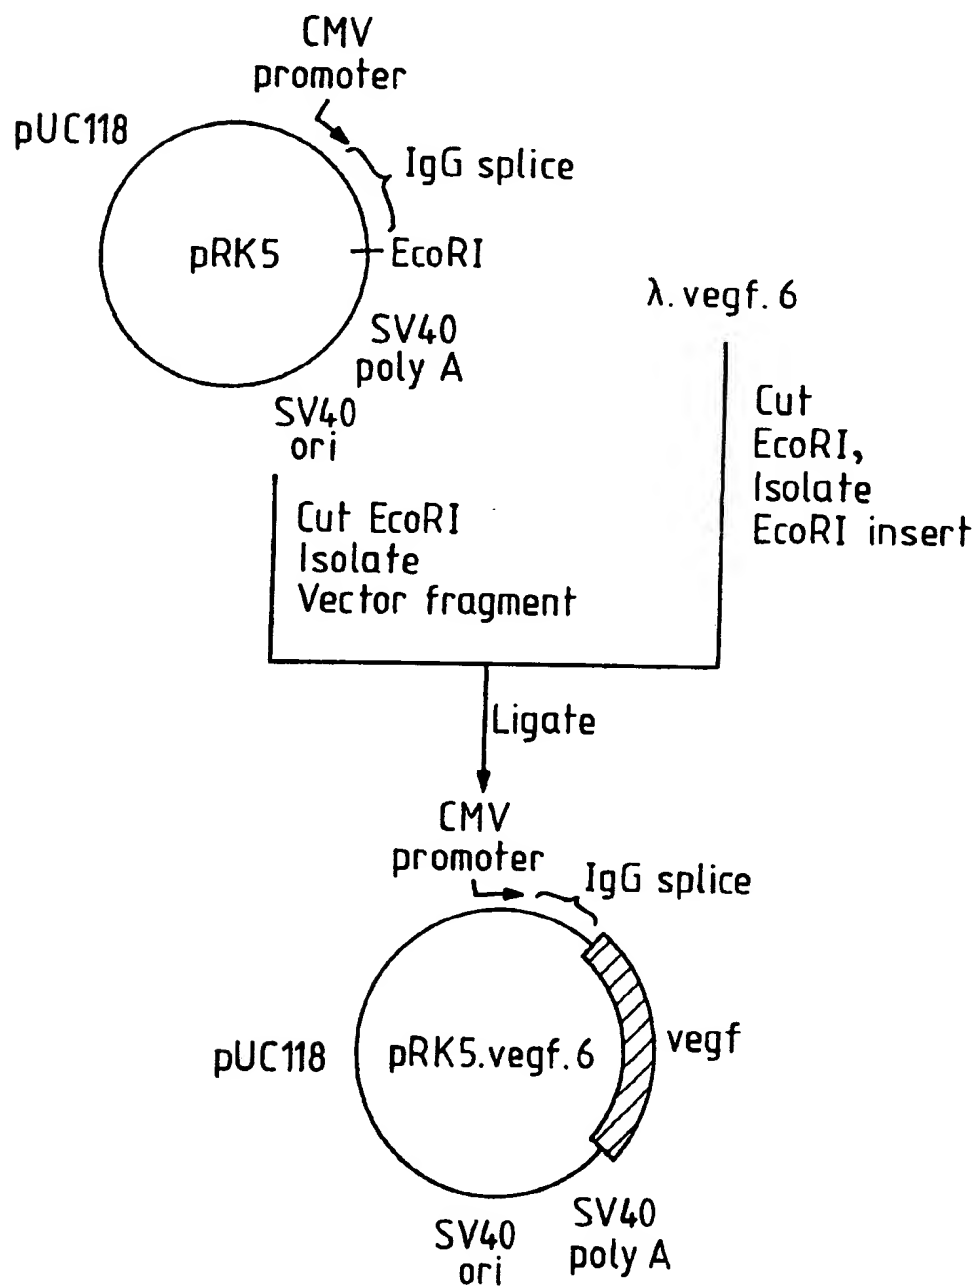 CMV
promoter
pUC118
IgG splice
pRK5
EcoRI
SV40
poly A
SV40
ori
λ.vegf.6
Cut
EcoRI,
Isolate
EcoRI insert
Cut EcoRI
Isolate
Vector fragment
Ligate
CMV
promoter
IgG splice
pUC118
pRK5.vegf.6
vegf
SV40
poly A
SV40
ori